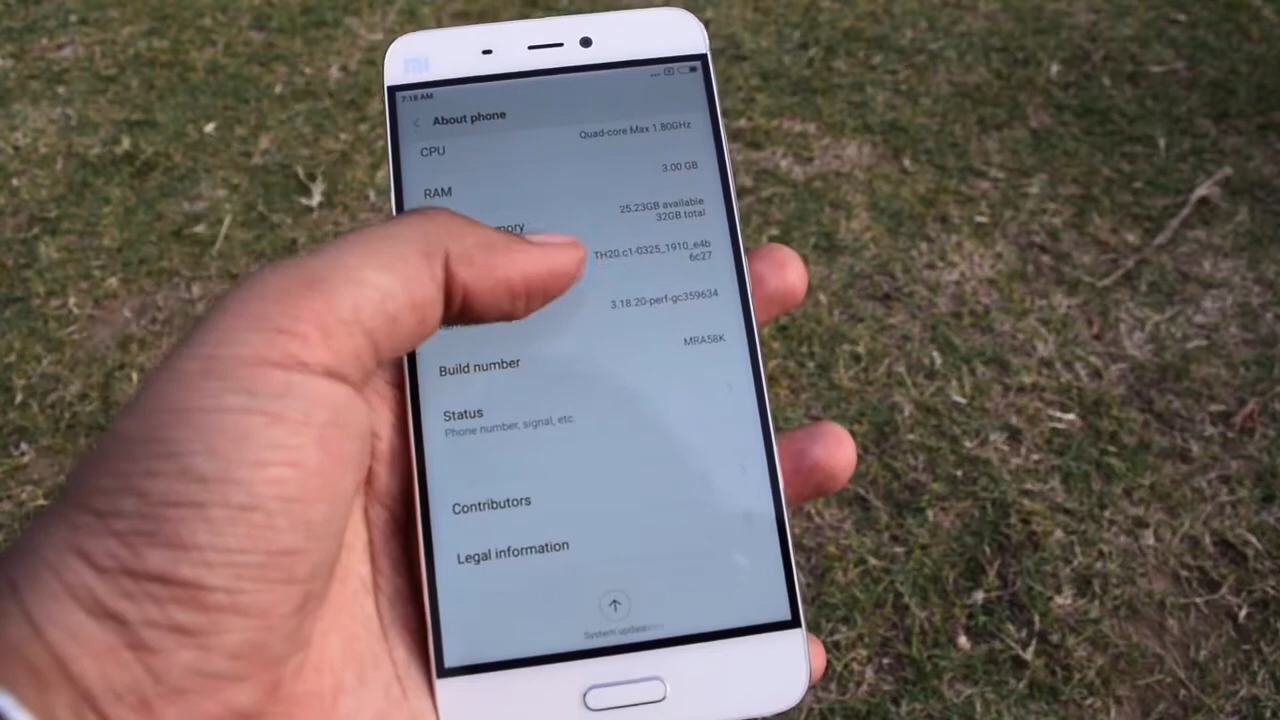 mi
7:18 AM
About phone
CPU
Quad-core Max 1.80GHz
RAM
3.00 GB
25.23GB available
32GB total
TH20.c1-0325_1910_e4b
6c27
3.18.20-perf-gc359634
Build number
MRA58K
Status
Phone number, signal, etc.
Contributors
Legal information
System